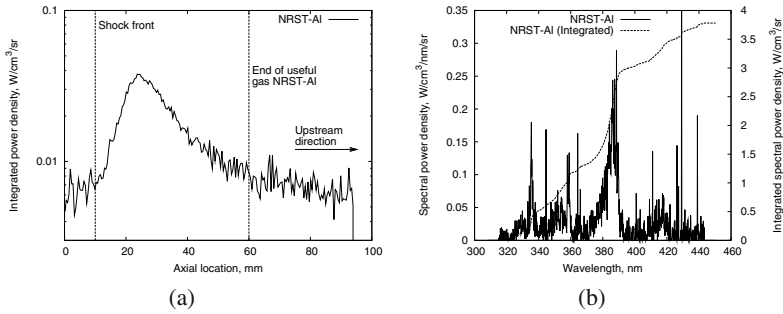 NRST-Al
Shock front
End of useful
gas NRST-Al
Upstream
direction
Integrated power density, W/cm³/sr
0.1
0.01
0
20
40
60
80
100
Axial location, mm
(a)
NRST-Al
NRST-Al (Integrated)
Spectral power density, W/cm³/nm/sr
0.35
0.3
0.25
0.2
0.15
0.1
0.05
0
300
320
340
360
380
400
420
440
460
Wavelength, nm
4
3.5
3
2.5
2
1.5
1
0.5
0
Integrated spectral power density, W/cm³/sr
(b)